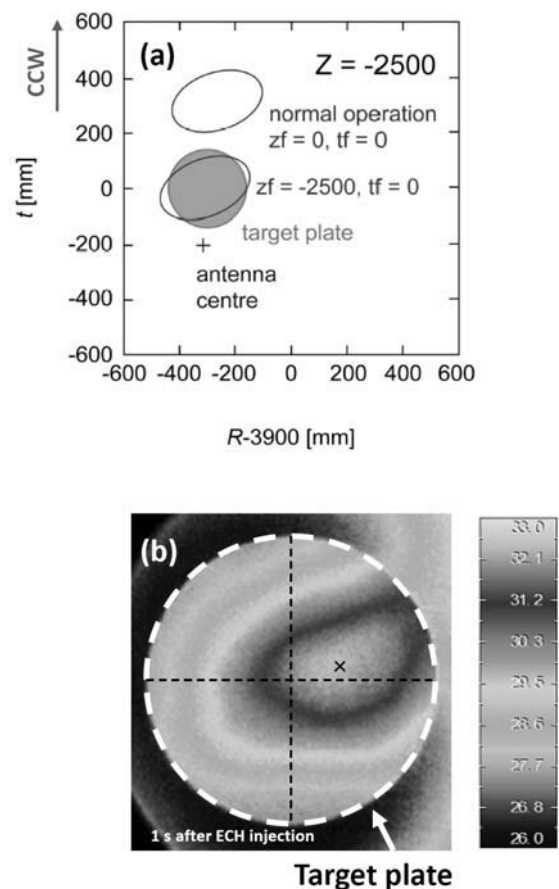 (a)
Z = -2500
CCW
600
400
200
0
-200
-400
-600
t [mm]
normal operation
zf = 0, tf = 0
zf = -2500, tf = 0
target plate
antenna
centre
-600 -400 -200 0 200 400 600
R-3900 [mm]
(b)
1 s after ECH injection
Target plate
33.0
32.1
31.2
30.3
29.5
28.6
27.7
26.8
26.0